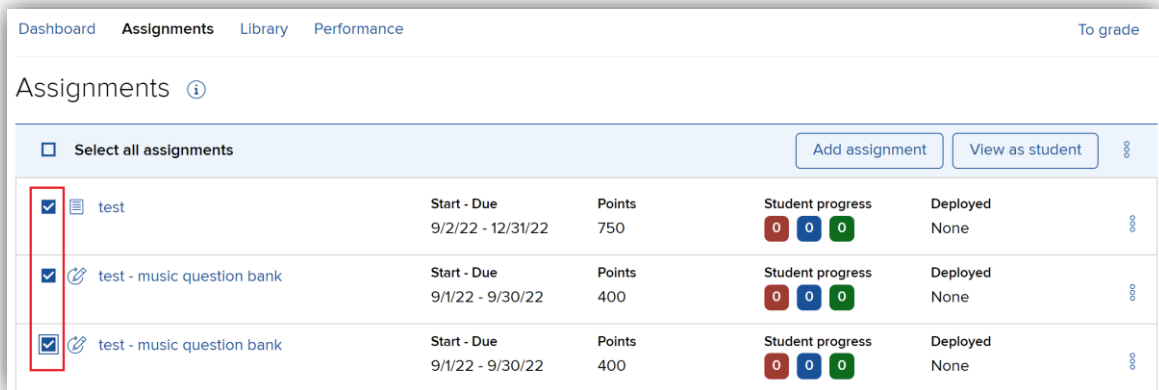 Dashboard Assignments Library Performance To grade
Assignments
Select all assignments Add assignment View as student
test Start - Due Points Student progress Deployed
9/2/22 - 12/31/22 750 0 0 0 None
test - music question bank Start - Due Points Student progress Deployed
9/1/22 - 9/30/22 400 0 0 0 None
test - music question bank Start - Due Points Student progress Deployed
9/1/22 - 9/30/22 400 0 0 0 None